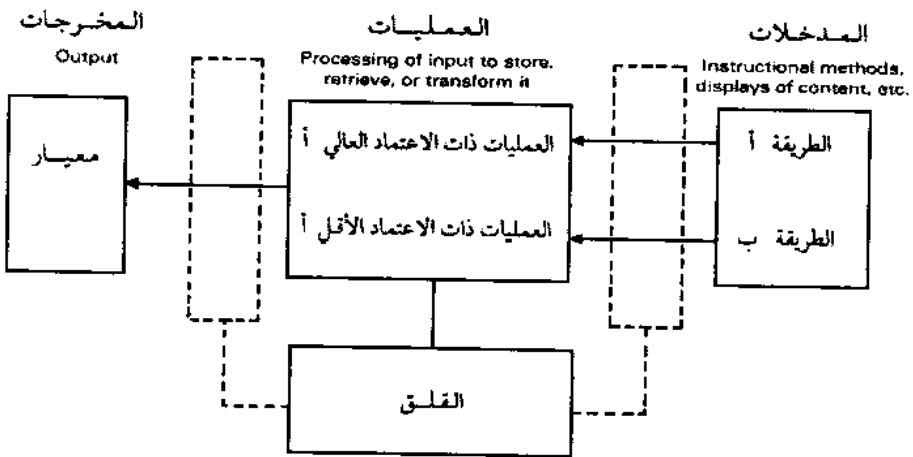 المدخلات
Instructional methods,
displays of content, etc.
الطريقة أ
الطريقة ب
العمليات
Processing of input to store,
retrieve, or transform it
العمليات ذات الاعتماد العالي أ
العمليات ذات الاعتماد الأقل أ
المخرجات
Output
معيار
القلق